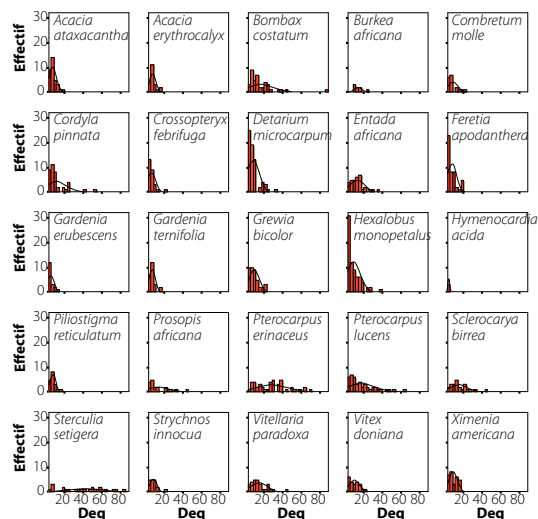 Effectif
30
20
10
0
Acacia
ataxacantha
Acacia
erythrocalyx
Bombax
costatum
Burkea
africana
Combretum
molle
Effectif
30
20
10
0
Cordyla
pinnata
Crossopteryx
febrifuga
Detarium
microcarpum
Entada
africana
Feretia
apodanthera
Effectif
30
20
10
0
Gardenia
erubescens
Gardenia
ternifolia
Grewia
bicolor
Hexalobus
monopetalus
Hymenocardia
acida
Effectif
30
20
10
0
Piliostigma
reticulatum
Prosopis
africana
Pterocarpus
erinaceus
Pterocarpus
lucens
Sclerocarya
birrea
Effectif
30
20
10
0
Sterculia
setigera
Strychnos
innocua
Vitellaria
paradoxa
Vitex
doniana
Ximenia
americana
20 40 60 80
20 40 60 80
20 40 60 80
20 40 60 80
20 40 60 80
Deg
Deg
Deg
Deg
Deg